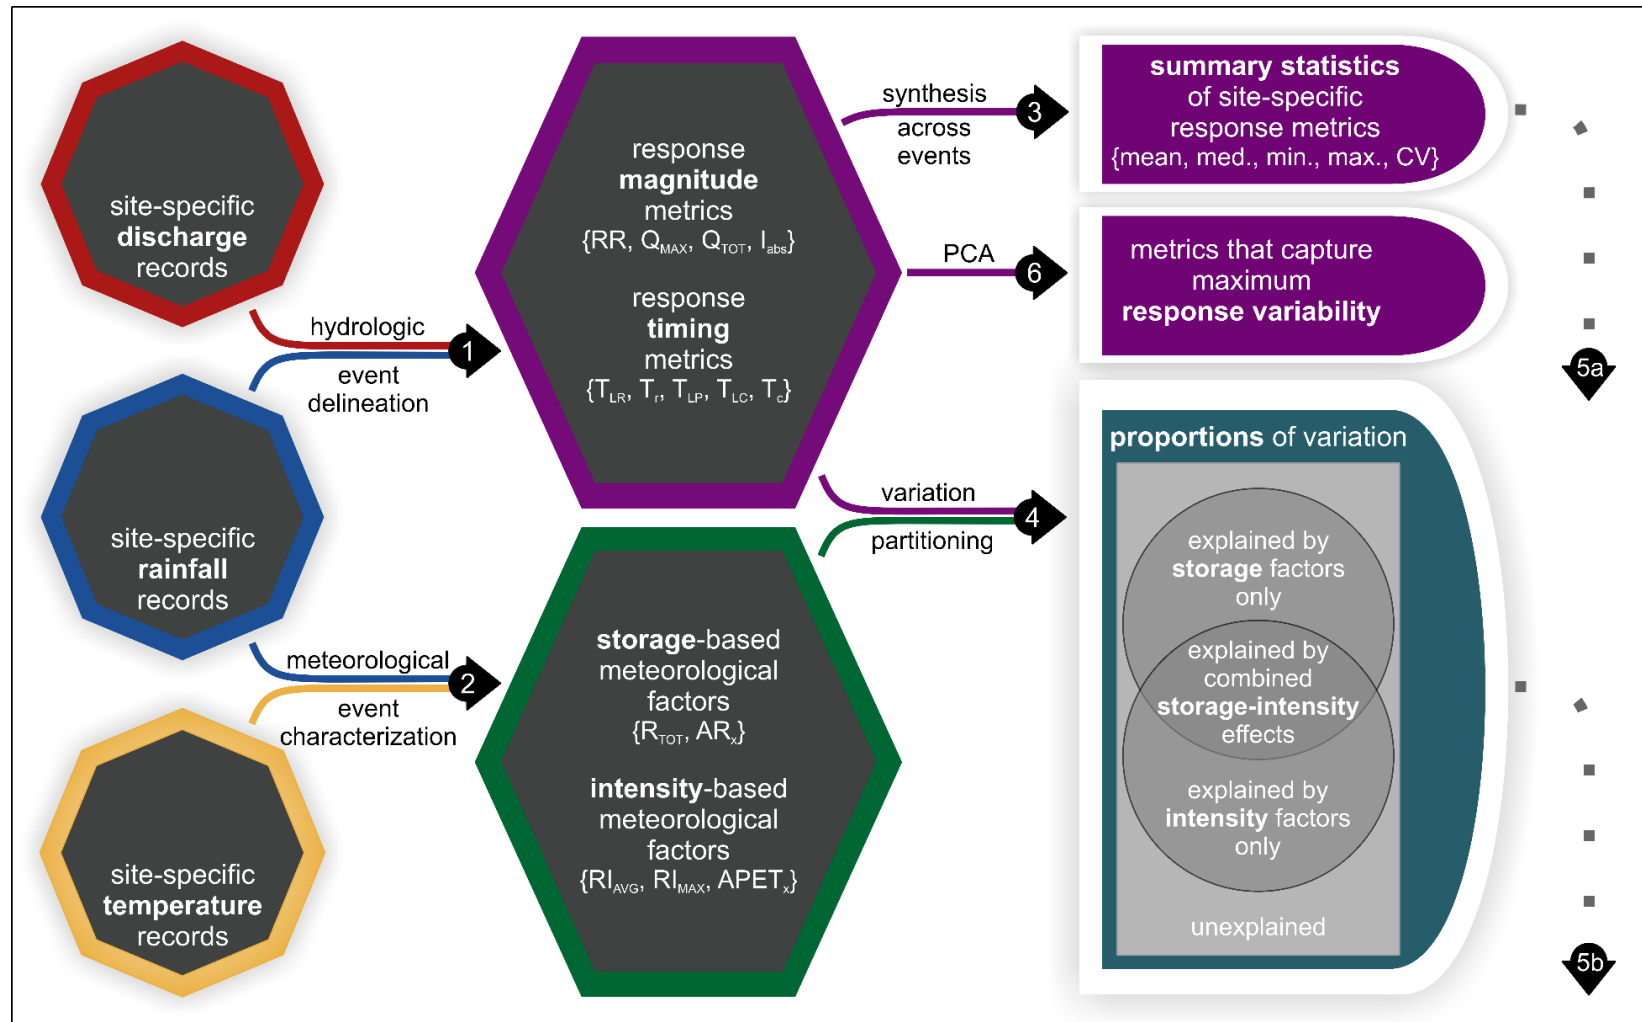 site-specific
discharge
records
site-specific
rainfall
records
site-specific
temperature
records
hydrologic
1
event
delineation
meteorological
2
event
characterization
response
magnitude
metrics
{RR, QMAX, QTOT, Iabs}
response
timing
metrics
{TLR, Tr, TLP, TLC, Tc}
storage-based
meteorological
factors
{RTOT, ARx}
intensity-based
meteorological
factors
{RIAVG, RIMAX, APETx}
synthesis
3
across
events
PCA
6
variation
4
partitioning
summary statistics
of site-specific
response metrics
{mean, med., min., max., CV}
metrics that capture
maximum
response variability
proportions of variation
explained by
storage factors
only
explained by
combined
storage-intensity
effects
explained by
intensity factors
only
unexplained
5a
5b